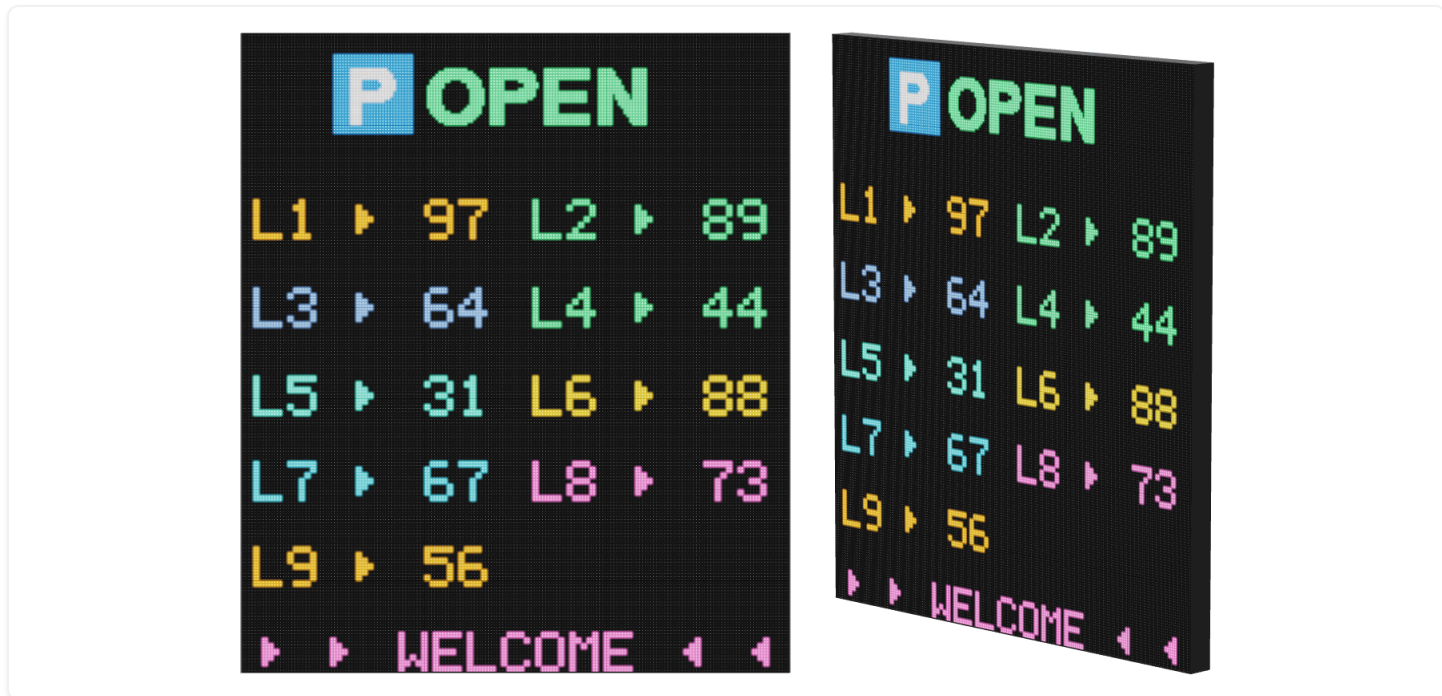 P OPEN
L1 ▶ 97 L2 ▶ 89
L3 ▶ 64 L4 ▶ 44
L5 ▶ 31 L6 ▶ 88
L7 ▶ 67 L8 ▶ 73
L9 ▶ 56
▶ ▶ WELCOME ◀ ◀
P OPEN
L1 ▶ 97 L2 ▶ 89
L3 ▶ 64 L4 ▶ 44
L5 ▶ 31 L6 ▶ 88
L7 ▶ 67 L8 ▶ 73
L9 ▶ 56
▶ ▶ WELCOME ◀ ◀